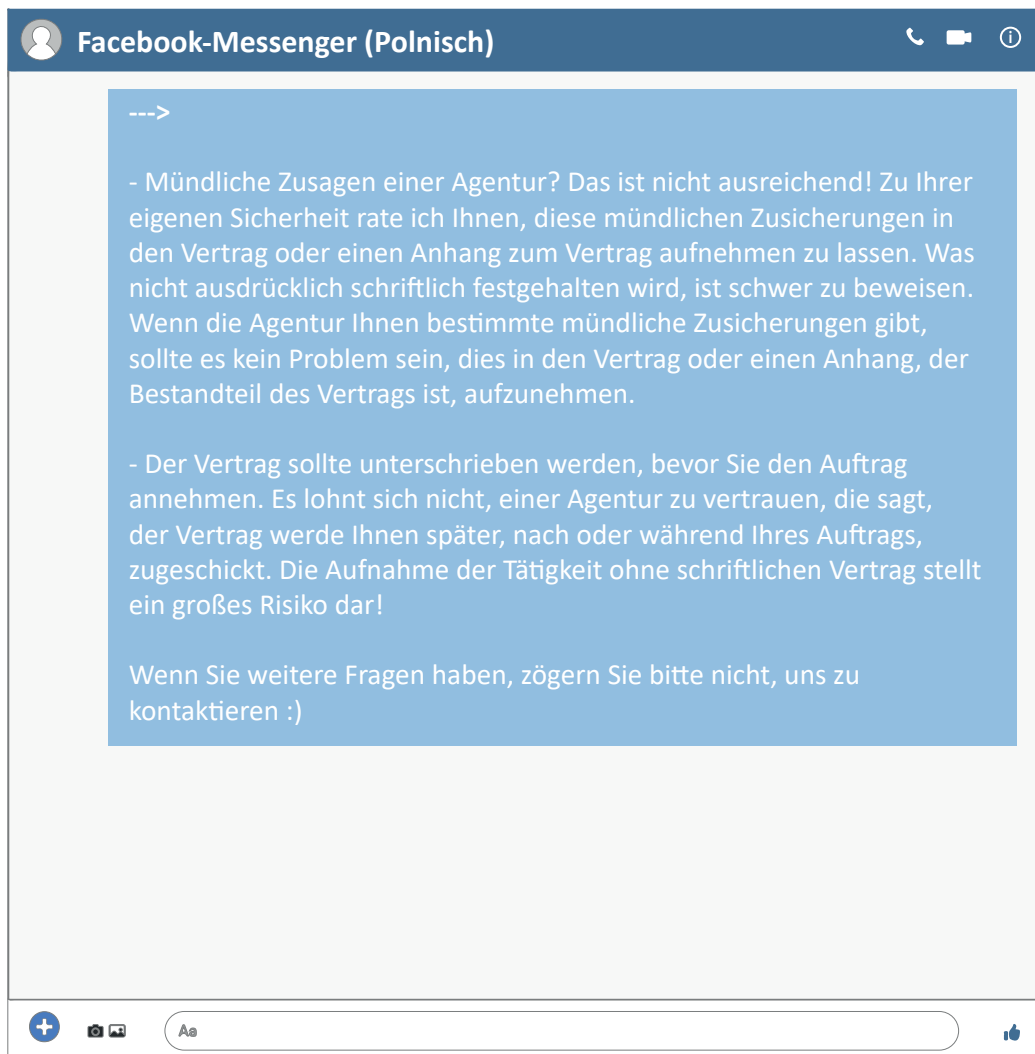 Facebook-Messenger (Polnisch)
--->
- Mündliche Zusagen einer Agentur? Das ist nicht ausreichend! Zu Ihrer
eigenen Sicherheit rate ich Ihnen, diese mündlichen Zusicherungen in
den Vertrag oder einen Anhang zum Vertrag aufnehmen zu lassen. Was
nicht ausdrücklich schriftlich festgehalten wird, ist schwer zu beweisen.
Wenn die Agentur Ihnen bestimmte mündliche Zusicherungen gibt,
sollte es kein Problem sein, dies in den Vertrag oder einen Anhang, der
Bestandteil des Vertrags ist, aufzunehmen.
- Der Vertrag sollte unterschrieben werden, bevor Sie den Auftrag
annehmen. Es lohnt sich nicht, einer Agentur zu vertrauen, die sagt,
der Vertrag werde Ihnen später, nach oder während Ihres Auftrags,
zugeschickt. Die Aufnahme der Tätigkeit ohne schriftlichen Vertrag stellt
ein großes Risiko dar!
Wenn Sie weitere Fragen haben, zögern Sie bitte nicht, uns zu
kontaktieren :)
Aa